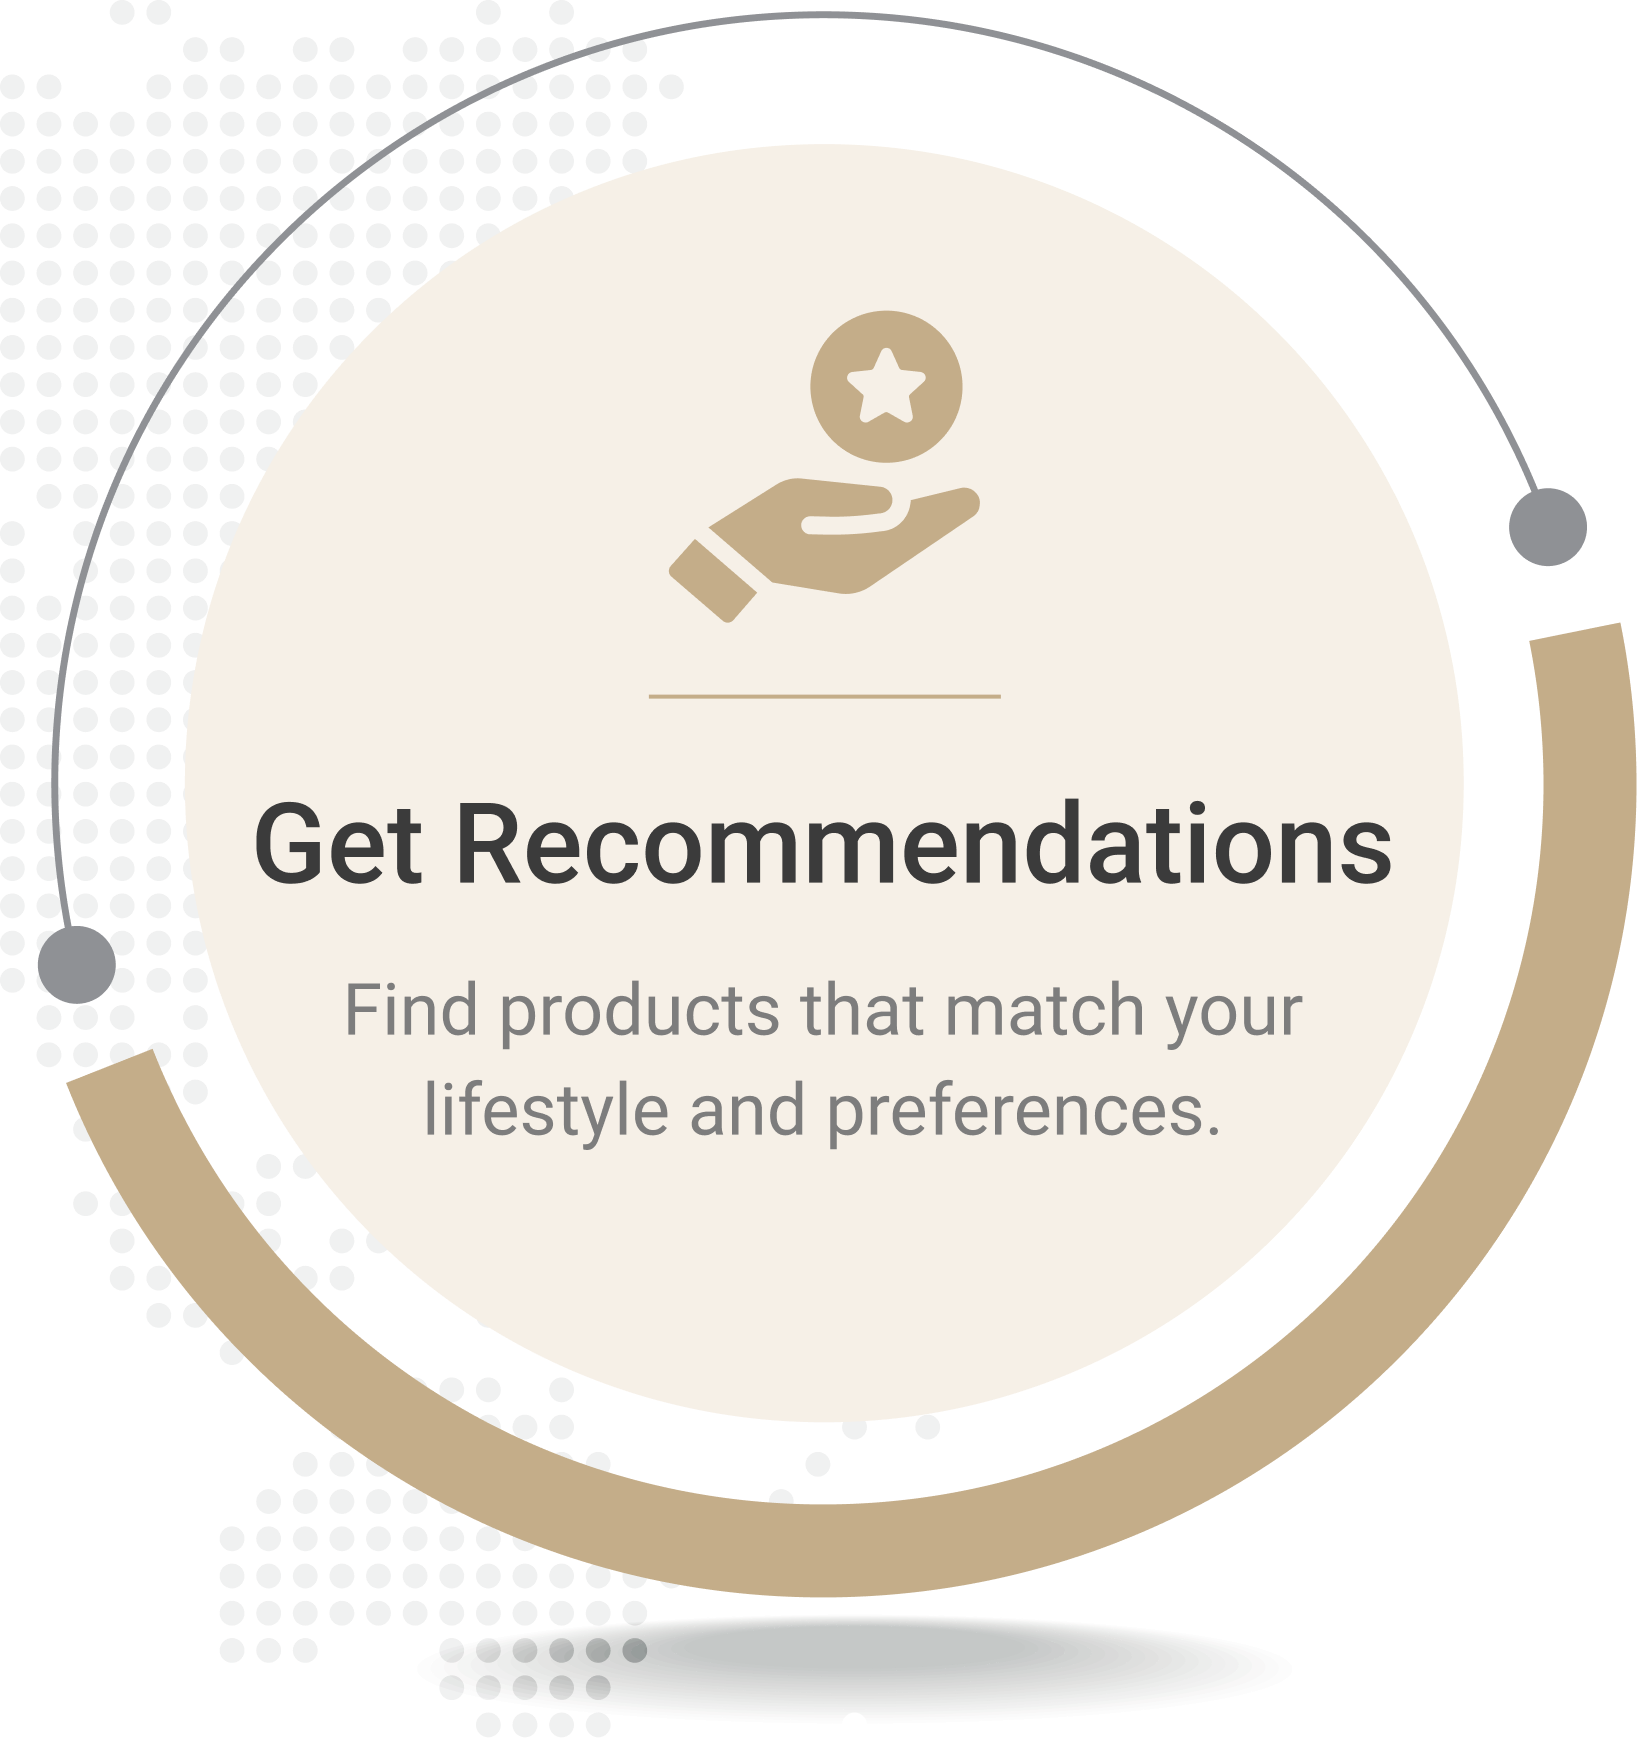 Get Recommendations
Find products that match your
lifestyle and preferences.